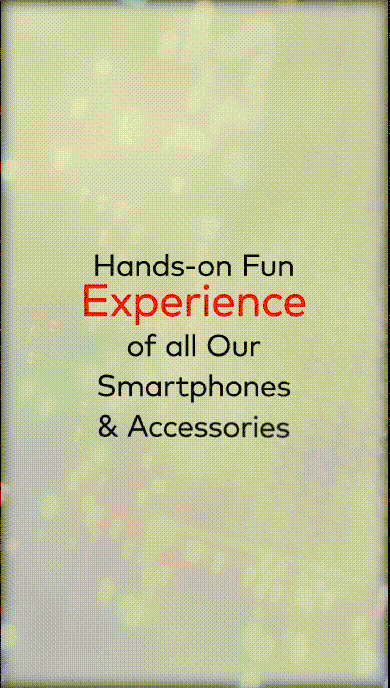 Hands-on Fun
Experience
of all Our
Smartphones
& Accessories